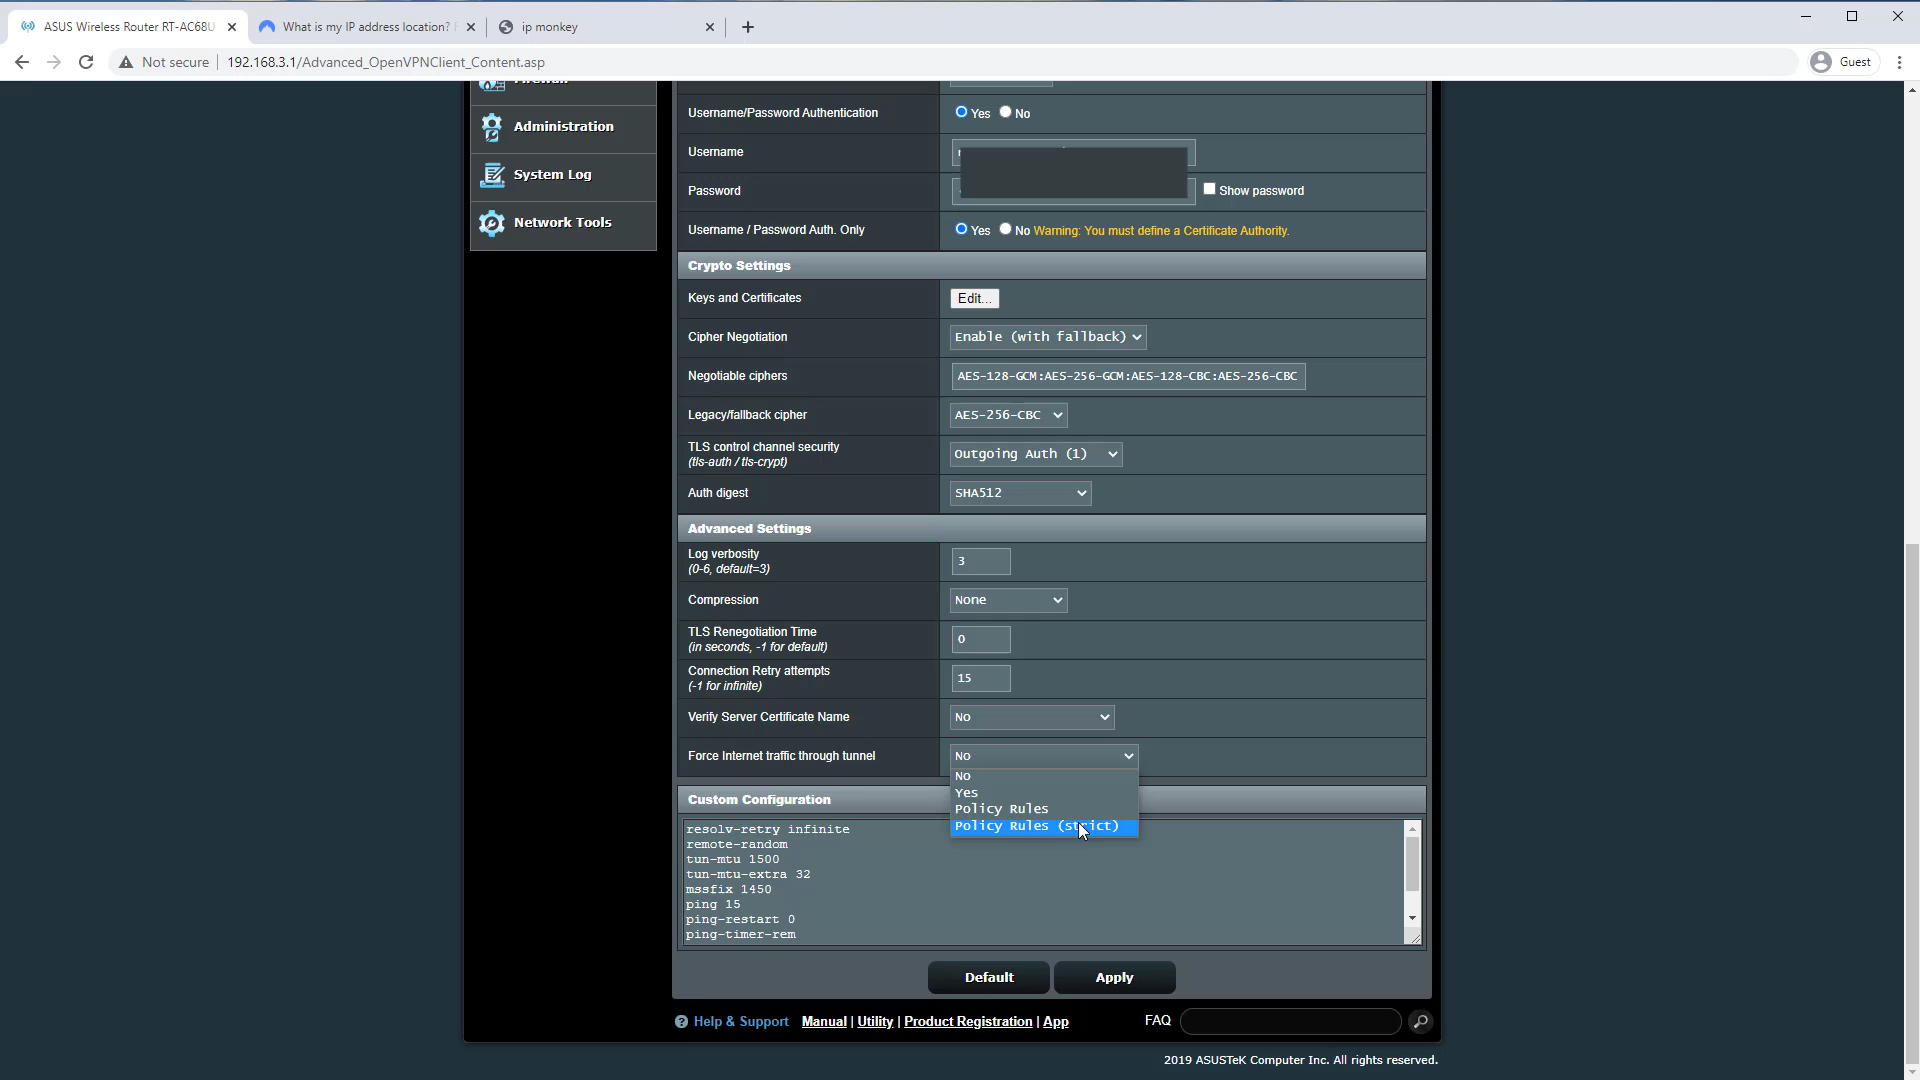 ASUS Wireless Router RT-AC68U
What is my IP address location?
ip monkey
Not secure
192.168.3.1/Advanced_OpenVPNClient_Content.asp
Guest
Administration
System Log
Network Tools
Username/Password Authentication
Yes No
Username
Password
Show password
Username / Password Auth. Only
Yes No Warning: You must define a Certificate Authority.
Crypto Settings
Keys and Certificates
Edit...
Cipher Negotiation
Enable (with fallback)
Negotiable ciphers
AES-128-GCM:AES-256-GCM:AES-128-CBC:AES-256-CBC
Legacy/fallback cipher
AES-256-CBC
TLS control channel security
(tls-auth / tls-crypt)
Outgoing Auth (1)
Auth digest
SHA512
Advanced Settings
Log verbosity
(0-6, default=3)
3
Compression
None
TLS Renegotiation Time
(in seconds, -1 for default)
0
Connection Retry attempts
(-1 for infinite)
15
Verify Server Certificate Name
No
Force Internet traffic through tunnel
No
No
Yes
Policy Rules
Policy Rules (strict)
Custom Configuration
resolv-retry infinite
remote-random
tun-mtu 1500
tun-mtu-extra 32
mssfix 1450
ping 15
ping-restart 0
ping-timer-rem
Default
Apply
Help & Support
Manual | Utility | Product Registration | App
FAQ
2019 ASUSTeK Computer Inc. All rights reserved.